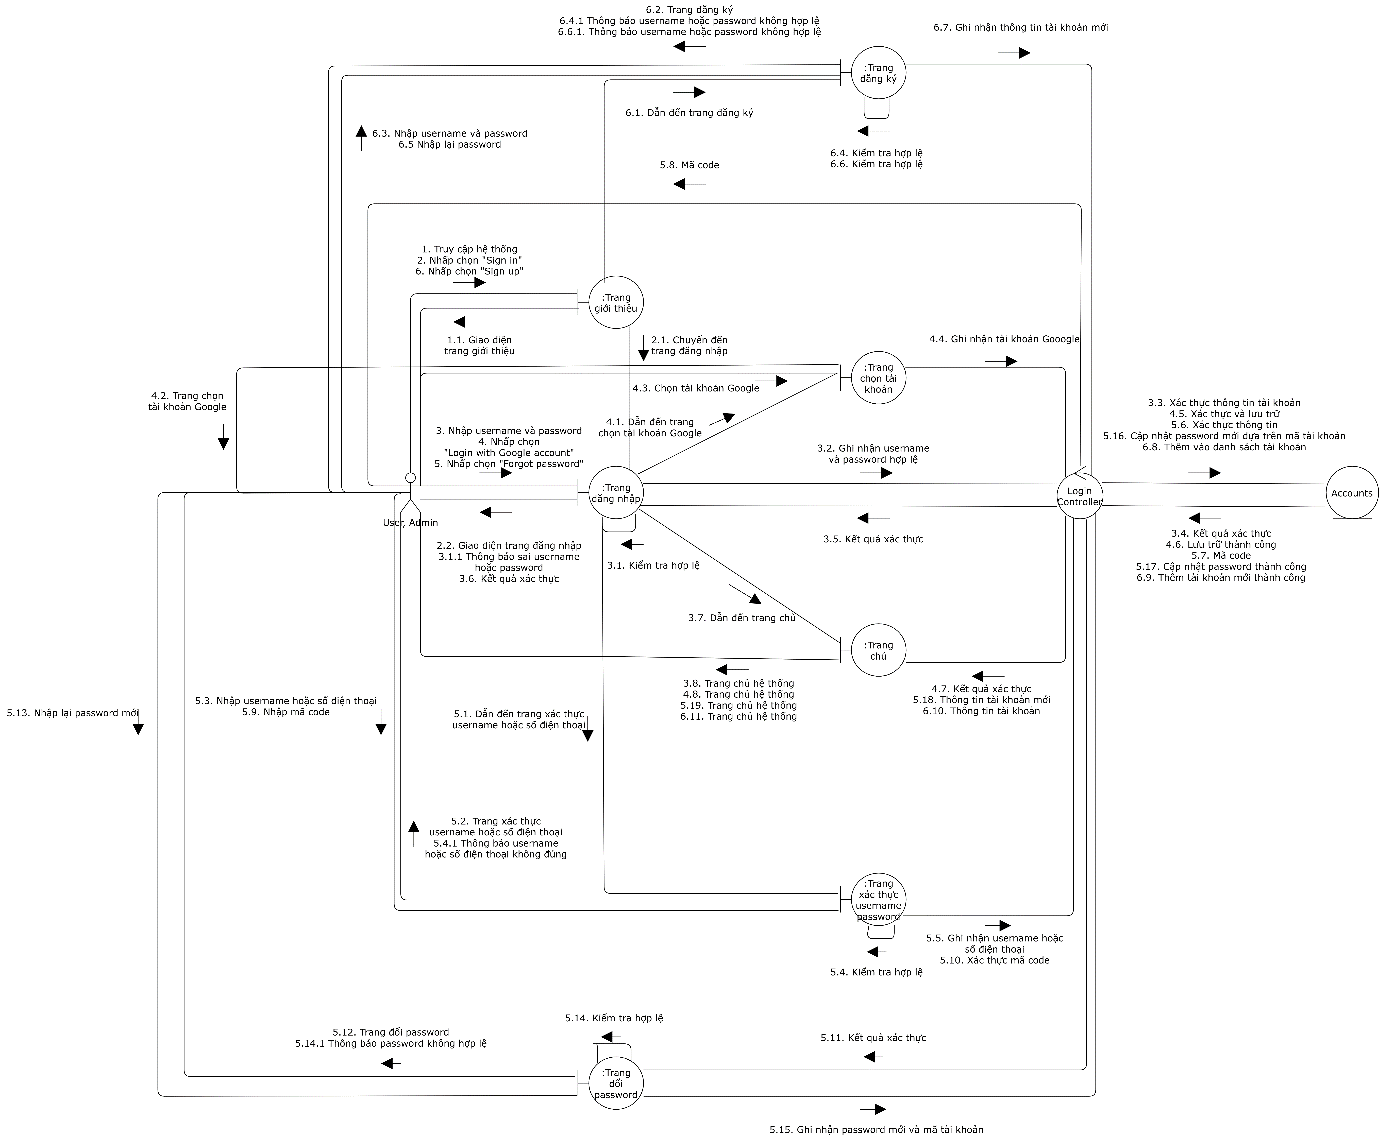 6.2. Trang đăng ký
6.4.1 Thông báo username hoặc password không hợp lệ
6.6.1. Thông báo username hoặc password không hợp lệ
6.7. Ghi nhận thông tin tài khoản mới
:Trang
đăng ký
6.1. Dẫn đến trang đăng ký
6.3. Nhập username và password
6.5 Nhập lại password
6.4. Kiểm tra hợp lệ
6.6. Kiểm tra hợp lệ
5.8. Mã code
1. Truy cập hệ thống
2. Nhấp chọn "Sign in"
6. Nhấp chọn "Sign up"
:Trang
giới thiệu
1.1. Giao diện
trang giới thiệu
2.1. Chuyển đến
trang đăng nhập
4.4. Ghi nhận tài khoản Gooogle
:Trang
chọn tài
khoản
4.3. Chọn tài khoản Google
4.2. Trang chọn
tài khoản Google
4.1. Dẫn đến trang
chọn tài khoản Google
3. Nhập username và password
4. Nhấp chọn
"Login with Google account"
5. Nhấp chọn "Forgot password"
3.2. Ghi nhận username
và password hợp lệ
3.3. Xác thực thông tin tài khoản
4.5. Xác thực và lưu trữ
5.6. Xác thực thông tin
5.16. Cập nhật password mới dựa trên mã tài khoản
6.8. Thêm vào danh sách tài khoản
User, Admin
:Trang
đăng nhập
Login
Controller
Accounts
2.2. Giao diện trang đăng nhập
3.1.1 Thông báo sai username
hoặc password
3.6. Kết quả xác thực
3.1. Kiểm tra hợp lệ
3.5. Kết quả xác thực
3.4. Kết quả xác thực
4.6. Lưu trữ thành công
5.7. Mã code
5.17. Cập nhật password thành công
6.9. Thêm tài khoản mới thành công
3.7. Dẫn đến trang chủ
:Trang
chủ
3.8. Trang chủ hệ thống
4.8. Trang chủ hệ thống
5.19. Trang chủ hệ thống
6.11. Trang chủ hệ thống
4.7. Kết quả xác thực
5.18. Thông tin tài khoản mới
6.10. Thông tin tài khoản
5.13. Nhập lại password mới
5.3. Nhập username hoặc số điện thoại
5.9. Nhập mã code
5.1. Dẫn đến trang xác thực
username hoặc số điện thoại
5.2. Trang xác thực
username hoặc số điện thoại
5.4.1 Thông báo username
hoặc số điện thoại không đúng
:Trang
xác thực
username
password
5.5. Ghi nhận username hoặc
số điện thoại
5.10. Xác thực mã code
5.4. Kiểm tra hợp lệ
5.14. Kiểm tra hợp lệ
5.12. Trang đổi password
5.14.1 Thông báo password không hợp lệ
5.11. Kết quả xác thực
:Trang
đổi
password
5.15. Ghi nhận password mới và mã tài khoản